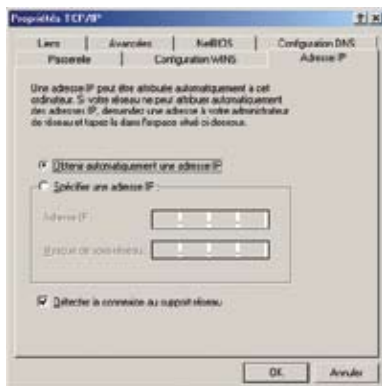 Propriétés TCP/IP
Liens Avancées NetBIOS Configuration DNS
Passerelle Configuration WINS Adresse IP
Une adresse IP peut être attribuée automatiquement à cet
ordinateur. Si votre réseau ne peut attribuer automatiquement
des adresses IP, demandez une adresse à votre administrateur
de réseau et tapez-la dans l'espace situé ci-dessous.
Obtenir automatiquement une adresse IP
Spécifier une adresse IP :
Adresse IP :
Masque de sous-réseau :
Détecter la connexion au support réseau
OK Annuler